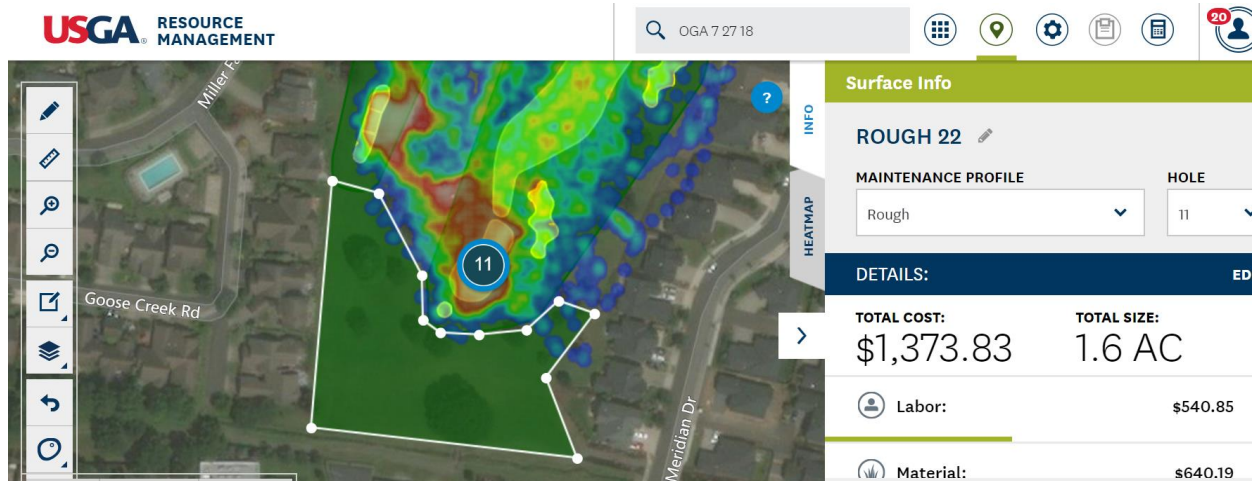 USGA® RESOURCE
MANAGEMENT
OGA 7 27 18
20
Miller
Goose Creek Rd
Meridian Dr
11
?
INFO
HEATMAP
Surface Info
ROUGH 22
MAINTENANCE PROFILE
HOLE
Rough
11
DETAILS:
ED
TOTAL COST:
TOTAL SIZE:
$1,373.83
1.6 AC
Labor:
$540.85
Material:
$640.19